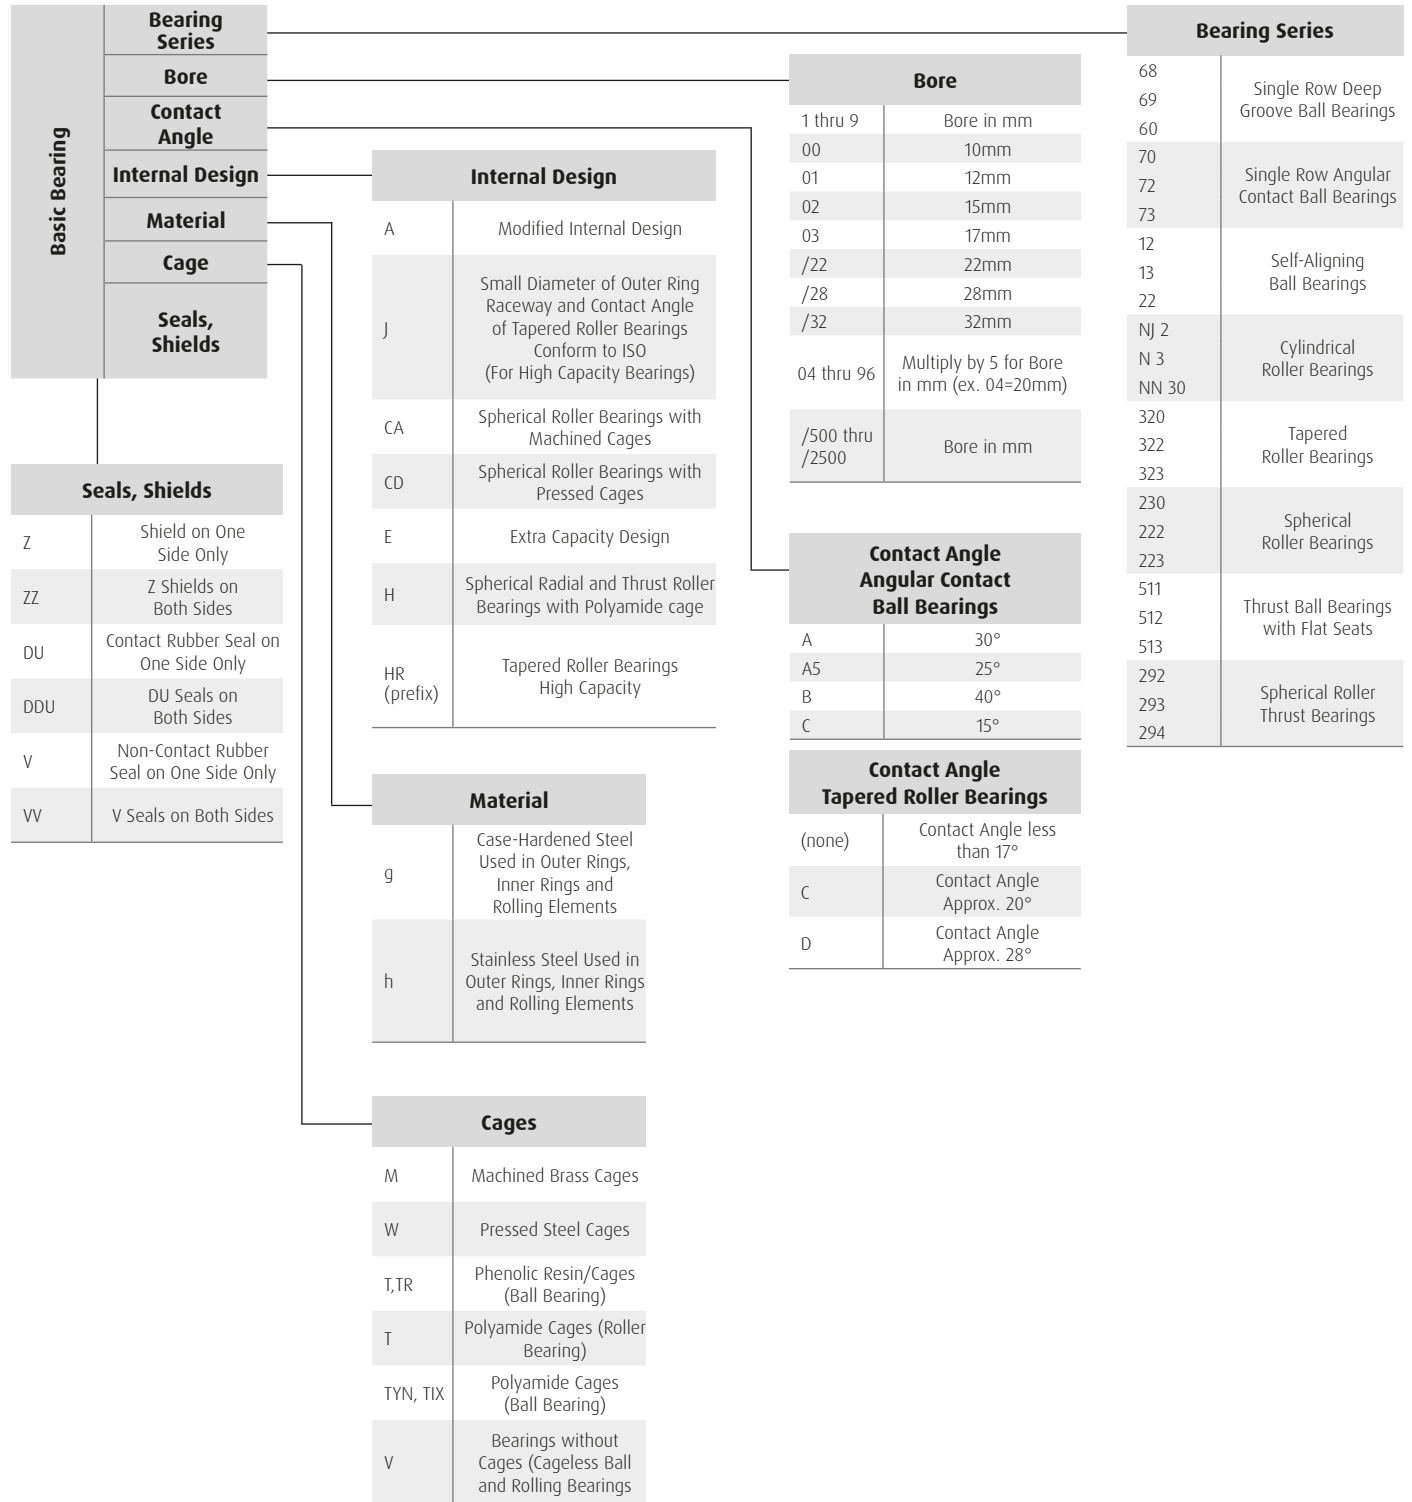 Basic Bearing
Bearing
Series
Bore
Contact
Angle
Internal Design
Material
Cage
Seals,
Shields
Seals, Shields
Z
Shield on One
Side Only
ZZ
Z Shields on
Both Sides
DU
Contact Rubber Seal on
One Side Only
DDU
DU Seals on
Both Sides
V
Non-Contact Rubber
Seal on One Side Only
VV
V Seals on Both Sides
Internal Design
A
Modified Internal Design
J
Small Diameter of Outer Ring
Raceway and Contact Angle
of Tapered Roller Bearings
Conform to ISO
(For High Capacity Bearings)
CA
Spherical Roller Bearings with
Machined Cages
CD
Spherical Roller Bearings with
Pressed Cages
E
Extra Capacity Design
H
Spherical Radial and Thrust Roller
Bearings with Polyamide cage
HR
(prefix)
Tapered Roller Bearings
High Capacity
Material
g
Case-Hardened Steel
Used in Outer Rings,
Inner Rings and
Rolling Elements
h
Stainless Steel Used in
Outer Rings, Inner Rings
and Rolling Elements
Cages
M
Machined Brass Cages
W
Pressed Steel Cages
T,TR
Phenolic Resin/Cages
(Ball Bearing)
T
Polyamide Cages (Roller
Bearing)
TYN, TIX
Polyamide Cages
(Ball Bearing)
V
Bearings without
Cages (Cageless Ball
and Rolling Bearings
Bore
1 thru 9 Bore in mm
00 10mm
01 12mm
02 15mm
03 17mm
/22 22mm
/28 28mm
/32 32mm
04 thru 96
Multiply by 5 for Bore
in mm (ex. 04=20mm)
/500 thru
/2500
Bore in mm
Contact Angle
Angular Contact
Ball Bearings
A 30°
A5 25°
B 40°
C 15°
Contact Angle
Tapered Roller Bearings
(none)
Contact Angle less
than 17°
C
Contact Angle
Approx. 20°
D
Contact Angle
Approx. 28°
Bearing Series
68
69
60
Single Row Deep
Groove Ball Bearings
70
72
73
Single Row Angular
Contact Ball Bearings
12
13
22
Self-Aligning
Ball Bearings
NJ 2
N 3
NN 30
Cylindrical
Roller Bearings
320
322
323
Tapered
Roller Bearings
230
222
223
Spherical
Roller Bearings
511
512
513
Thrust Ball Bearings
with Flat Seats
292
293
294
Spherical Roller
Thrust Bearings